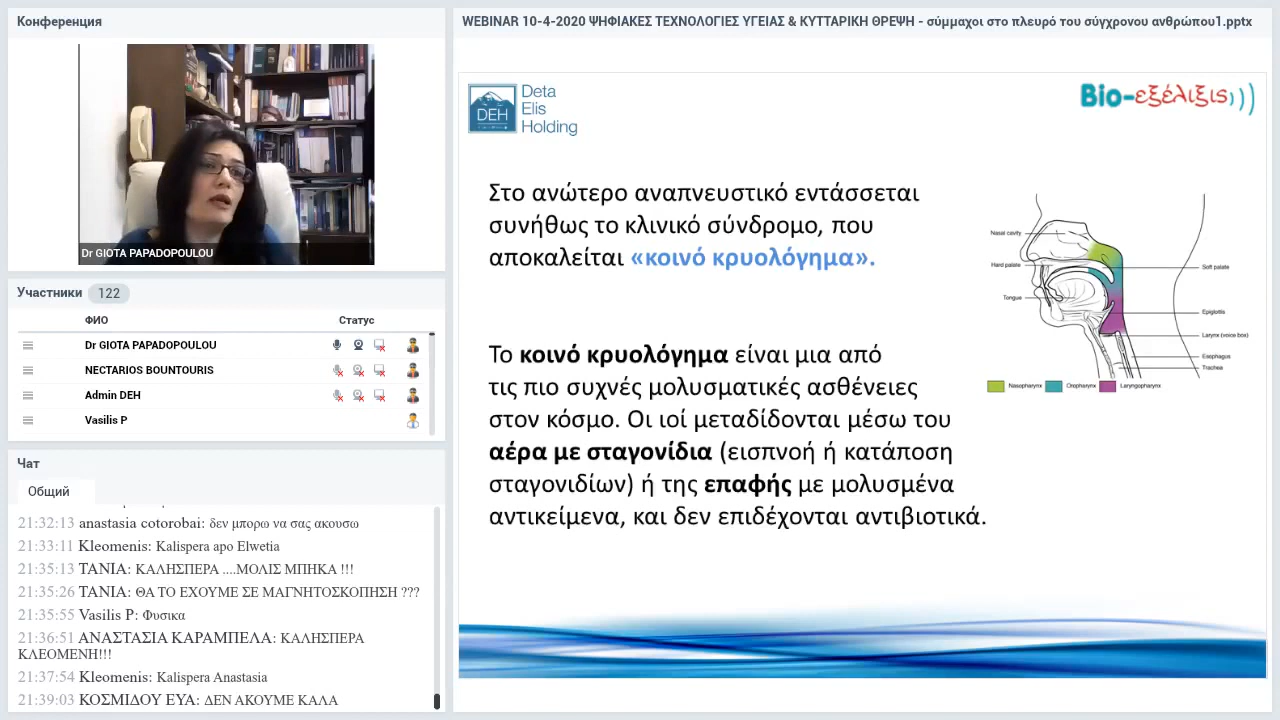 Конференция
Dr GIOTA PAPADOPOULOU
Участники 122
ФИО Статус
Dr GIOTA PAPADOPOULOU
NECTARIOS BOUNTOURIS
Admin DEH
Vasilis P
Чат
Общий
21:32:13 anastasia cotorobai: δεν μπορω να σας ακουσω
21:33:11 Kleomenis: Kalispera apo Elwetia
21:35:13 ΤΑΝΙΑ: ΚΑΛΗΣΠΕΡΑ ....ΜΟΛΙΣ ΜΠΗΚΑ !!!
21:35:26 ΤΑΝΙΑ: ΘΑ ΤΟ ΕΧΟΥΜΕ ΣΕ ΜΑΓΝΗΤΟΣΚΟΠΗΣΗ ???
21:35:55 Vasilis P: Φυσικα
21:36:51 ΑΝΑΣΤΑΣΙΑ ΚΑΡΑΜΠΕΛΑ: ΚΑΛΗΣΠΕΡΑ
ΚΛΕΟΜΕΝΗ!!!
21:37:54 Kleomenis: Kalispera Anastasia
21:39:03 ΚΟΣΜΙΔΟΥ ΕΥΑ: ΔΕΝ ΑΚΟΥΜΕ ΚΑΛΑ
WEBINAR 10-4-2020 ΨΗΦΙΑΚΕΣ ΤΕΧΝΟΛΟΓΙΕΣ ΥΓΕΙΑΣ & ΚΥΤΤΑΡΙΚΗ ΘΡΕΨΗ - σύμμαχοι στο πλευρό του σύγχρονου ανθρώπου1.pptx
DEH
Deta
Elis
Holding
Bio-εξέλιξις
Στο ανώτερο αναπνευστικό εντάσσεται
συνήθως το κλινικό σύνδρομο, που
αποκαλείται «κοινό κρυολόγημα».
Το κοινό κρυολόγημα είναι μια από
τις πιο συχνές μολυσματικές ασθένειες
στον κόσμο. Οι ιοί μεταδίδονται μέσω του
αέρα με σταγονίδια (εισπνοή ή κατάποση
σταγονιδίων) ή της επαφής με μολυσμένα
αντικείμενα, και δεν επιδέχονται αντιβιοτικά.
Nasal cavity
Hard palate
Soft palate
Tongue
Epiglottis
Larynx (voice box)
Esophagus
Trachea
Nasopharynx Oropharynx Laryngopharynx